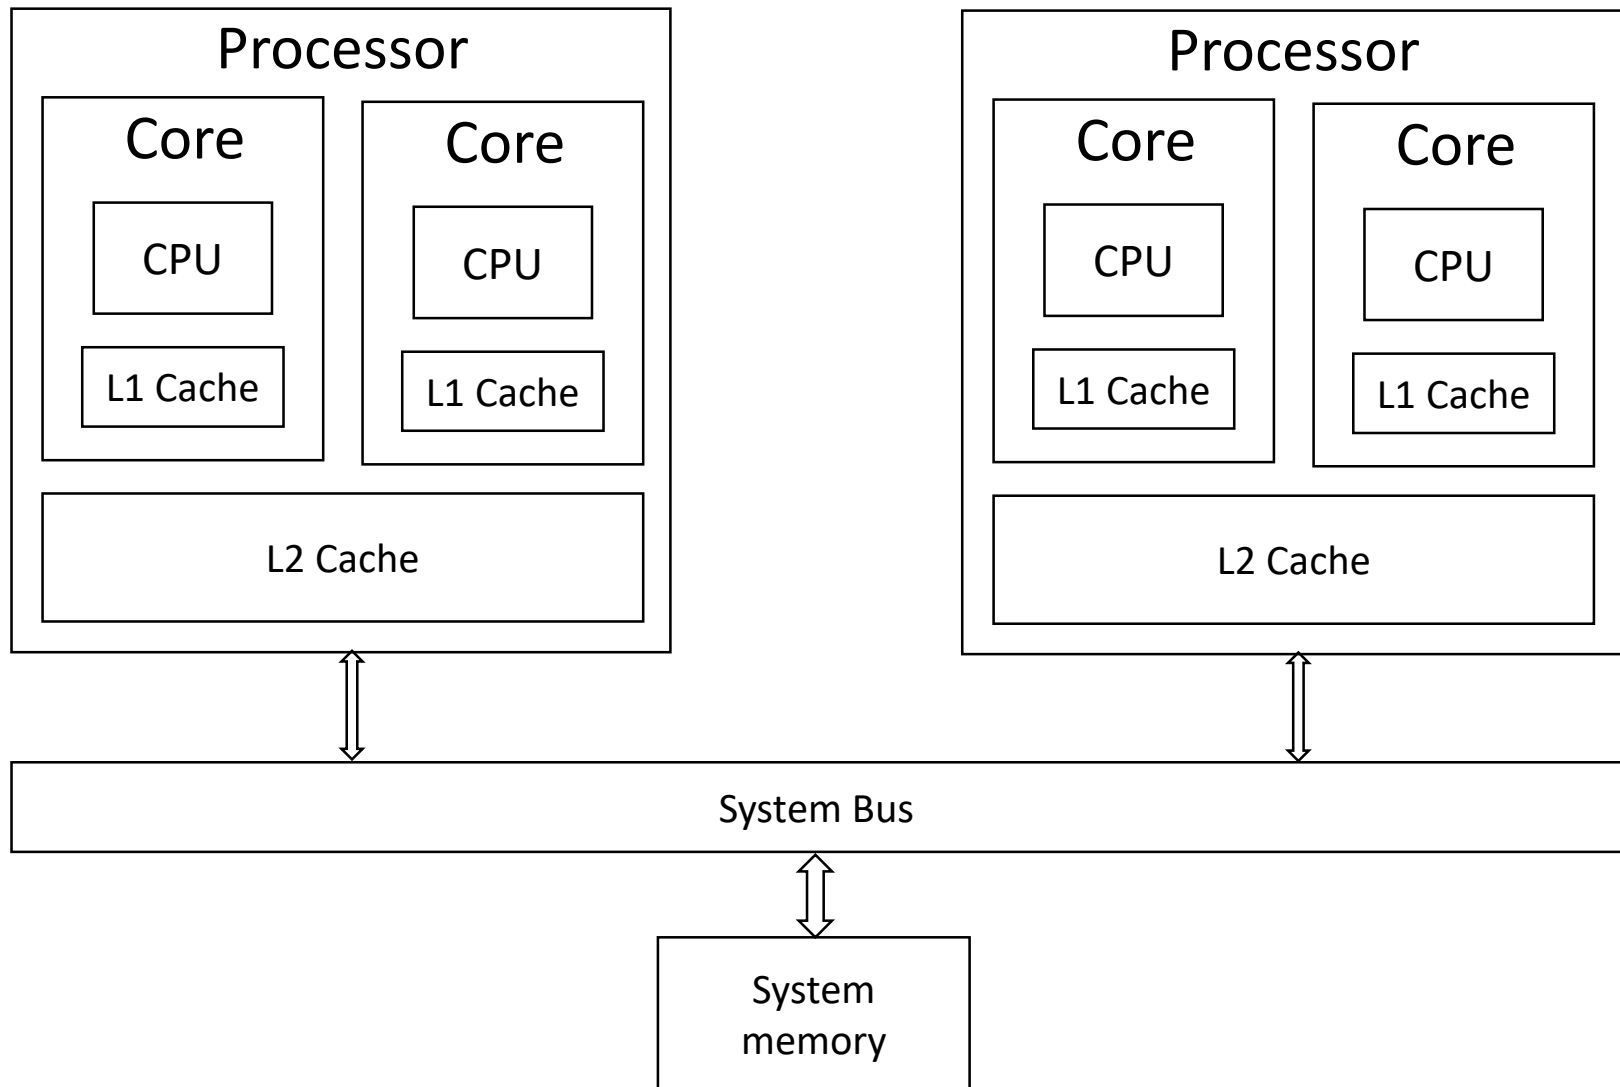 Processor
Core
CPU
L1 Cache
Core
CPU
L1 Cache
L2 Cache
Processor
Core
CPU
L1 Cache
Core
CPU
L1 Cache
L2 Cache
System Bus
System
memory